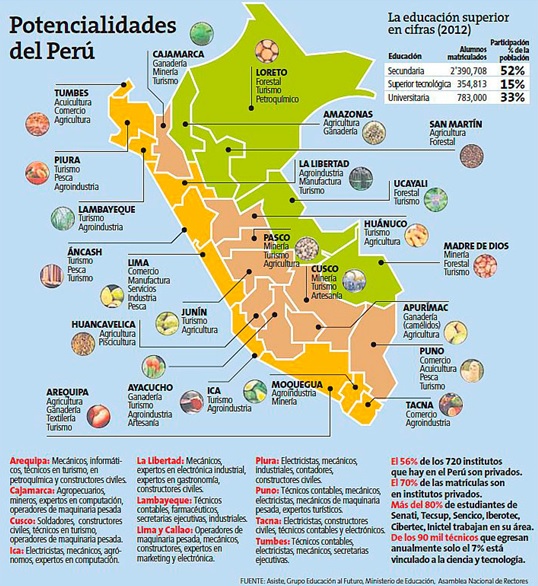 Potencialidades
del Perú
La educación superior
en cifras (2012)
Educación
Alumnos
matriculados
Participación
% de la
población
Secundaria 2'390,708 52%
Superior tecnológica 354,813 15%
Universitaria 783,000 33%
CAJAMARCA
Ganadería
Minería
Turismo
LORETO
Forestal
Turismo
Petroquímico
TUMBES
Acuicultura
Comercio
Agricultura
AMAZONAS
Agricultura
Ganadería
SAN MARTÍN
Agricultura
Forestal
PIURA
Turismo
Pesca
Agroindustria
LA LIBERTAD
Agroindustria
Manufactura
Turismo
UCAYALI
Forestal
Turismo
LAMBAYEQUE
Turismo
Agroindustria
HUÁNUCO
Turismo
Agricultura
PASCO
Minería
Turismo
Agricultura
MADRE DE DIOS
Minería
Forestal
Turismo
ÁNCASH
Turismo
Pesca
Turismo
LIMA
Comercio
Manufactura
Servicios
Industria
Pesca
CUSCO
Minería
Turismo
Artesanía
JUNÍN
Turismo
Agricultura
APURÍMAC
Ganadería
(camélidos)
Agricultura
HUANCAVELICA
Agricultura
Piscicultura
PUNO
Comercio
Acuicultura
Pesca
Turismo
AREQUIPA
Agricultura
Ganadería
Textilería
Turismo
AYACUCHO
Ganadería
Turismo
Agroindustria
Artesanía
ICA
Turismo
Agroindustria
MOQUEGUA
Agroindustria
Minería
TACNA
Comercio
Agroindustria
Arequipa: Mecánicos, informáti-
cos, técnicos en turismo, en
petroquímica y constructores civiles.
Cajamarca: Agropecuarios,
mineros, expertos en computación,
operadores de maquinaria pesada
Cusco: Soldadores, constructores
civiles, técnicos en turismo,
operadores de maquinaria pesada
Ica: Electricistas, mecánicos, agró-
nomos, expertos en computación.
La Libertad: Mecánicos,
expertos en electrónica industrial,
expertos en gastronomía,
constructores civiles.
Lambayeque: Técnicos
contables, farmacéuticos,
secretarias ejecutivas, industriales.
Lima y Callao: Operadores de
maquinaria pesada, mecánicos,
constructores, expertos en
marketing y electrónica.
Piura: Electricistas, mecánicos,
industriales, contadores,
constructores civiles.
Puno: Técnicos contables, mecánicos,
electricistas, mecánicos de maquinaria
pesada, expertos turísticos.
Tacna: Electricistas, constructores
civiles, técnicos contables y electrónicos.
Tumbes: Técnicos contables,
electricistas, mecánicos, secretarias
ejecutivas.
El 56% de los 720 institutos
que hay en el Perú son privados.
El 70% de las matrículas son
en institutos privados.
Más del 80% de estudiantes de
Senati, Tecsup, Sencico, Iberotec,
Cibertec, Inictel trabajan en su área.
De los 90 mil técnicos que egresan
anualmente solo el 7% está
vinculado a la ciencia y tecnología.
FUENTE: Asiste, Grupo Educación al Futuro, Ministerio de Educación, Asamblea Nacional de Rectores